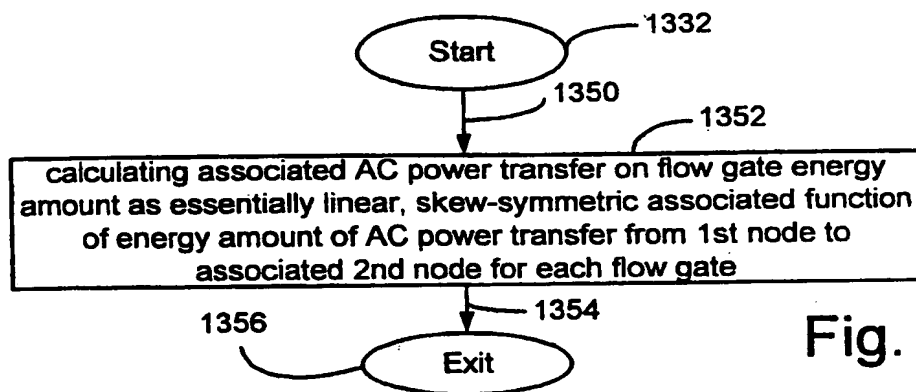 Start
1332
1350
1352
calculating associated AC power transfer on flow gate energy
amount as essentially linear, skew-symmetric associated function
of energy amount of AC power transfer from 1st node to
associated 2nd node for each flow gate
1354
1356
Exit
Fig.